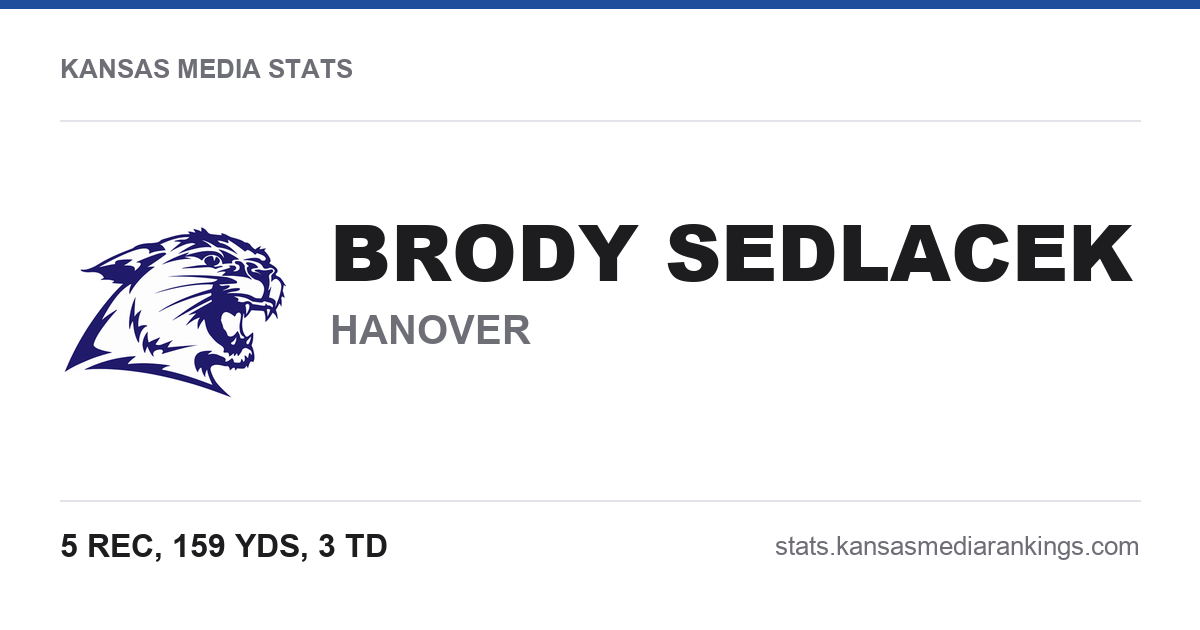 KANSAS MEDIA STATS
BRODY SEDLACEK
HANOVER
5 REC, 159 YDS, 3 TD
stats.kansasmediarankings.com